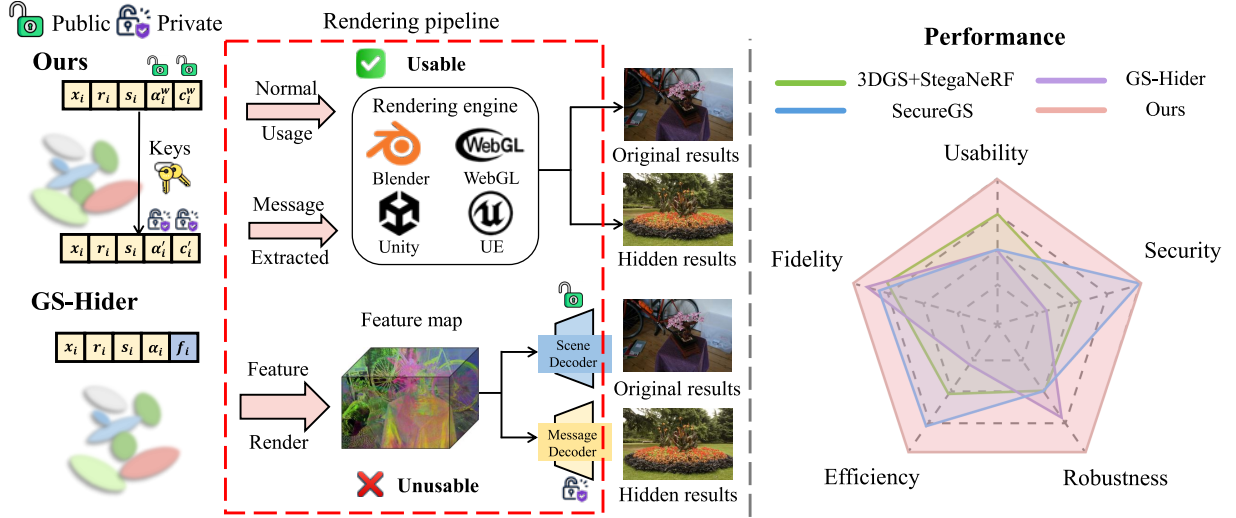 Public Private
Ours
x_i r_i s_i α_i^w c_i^w
Keys
x_i r_i s_i α_i' c_i'
GS-Hider
x_i r_i s_i α_i f_i
Rendering pipeline
Usable
Normal
Usage
Message
Extracted
Rendering engine
Blender
WebGL
WebGL
Unity
UE
Original results
Hidden results
Feature
Render
Feature map
Scene
Decoder
Message
Decoder
Unusable
Original results
Hidden results
Performance
3DGS+StegaNeRF
GS-Hider
SecureGS
Ours
Usability
Security
Fidelity
Efficiency
Robustness